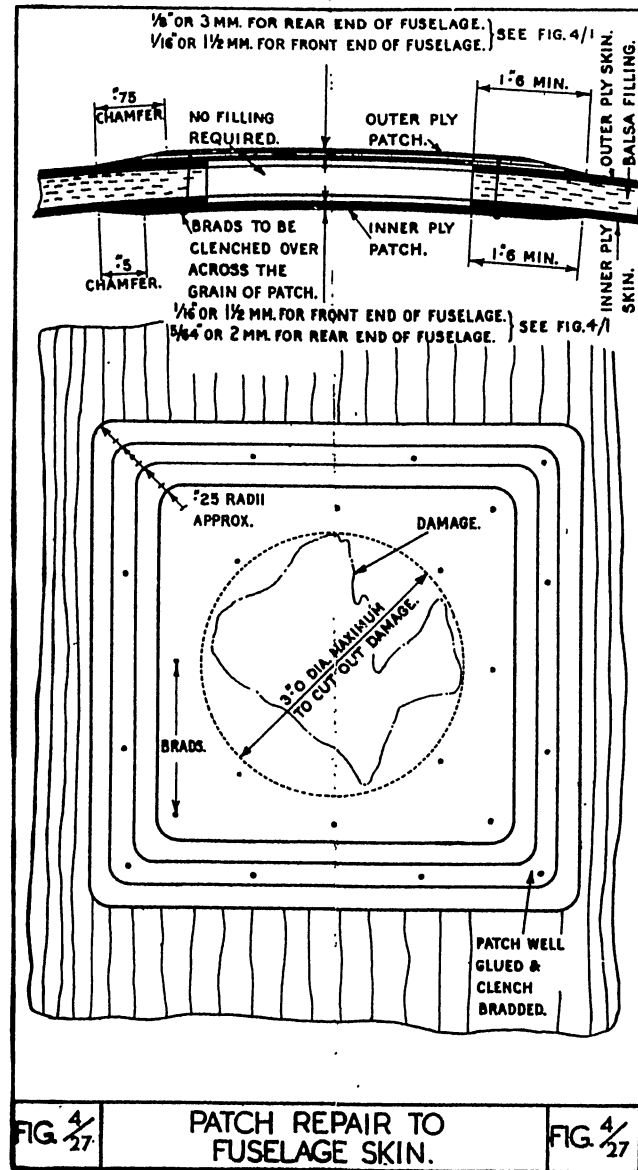 ⅛" OR 3 MM. FOR REAR END OF FUSELAGE.
1/16" OR 1½ MM. FOR FRONT END OF FUSELAGE.
SEE FIG. 4/1
1."6 MIN.
OUTER PLY SKIN.
BALSA FILLING.
."75
CHAMFER.
NO FILLING
REQUIRED.
OUTER PLY
PATCH.
BRADS TO BE
CLENCHED OVER
ACROSS THE
GRAIN OF PATCH.
INNER PLY
PATCH.
1."6 MIN.
INNER PLY
SKIN.
."5
CHAMFER.
1/16" OR 1½ MM. FOR FRONT END OF FUSELAGE.
5/64" OR 2 MM. FOR REAR END OF FUSELAGE.
SEE FIG. 4/1
."25 RADII
APPROX.
DAMAGE.
3."0 DIA. MAXIMUM
TO CUT OUT DAMAGE.
BRADS.
PATCH WELL
GLUED &
CLENCH
BRADDED.
FIG. 4/27
PATCH REPAIR TO
FUSELAGE SKIN.
FIG. 4/27